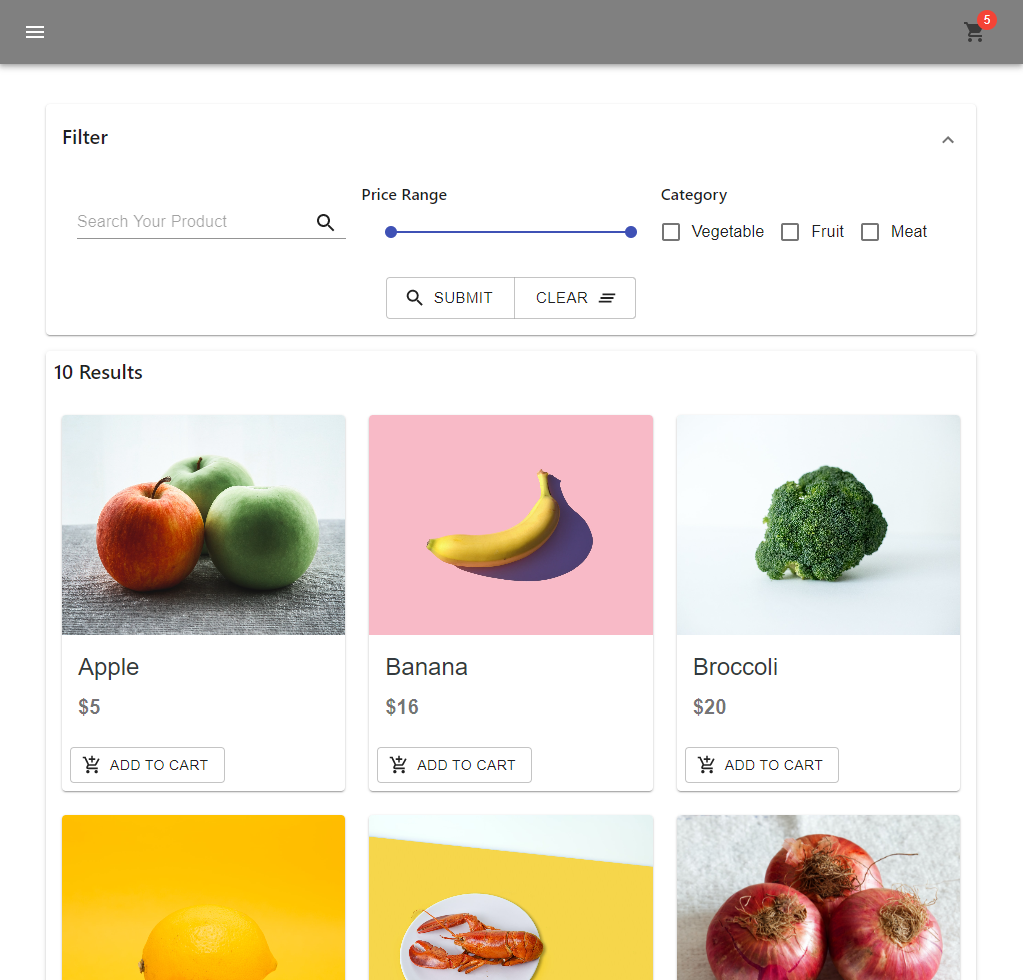 5
Filter
Price Range
Category
Search Your Product
Vegetable
Fruit
Meat
SUBMIT
CLEAR
10 Results
Apple
Banana
Broccoli
$5
$16
$20
ADD TO CART
ADD TO CART
ADD TO CART